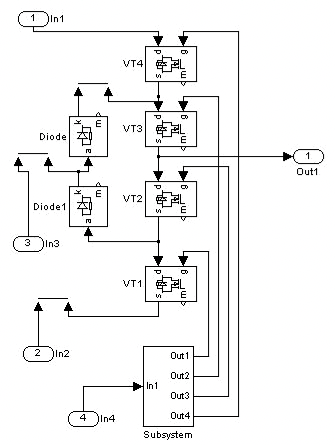 1 In1
d g
VT4
s m
k m
Diode
a
d g
VT3
s m
1
Out1
k m
Diode1
a
d g
VT2
s m
3 In3
d g
VT1
s m
2 In2
Out1
Out2
In1
Out3
Out4
4 In4
Subsystem